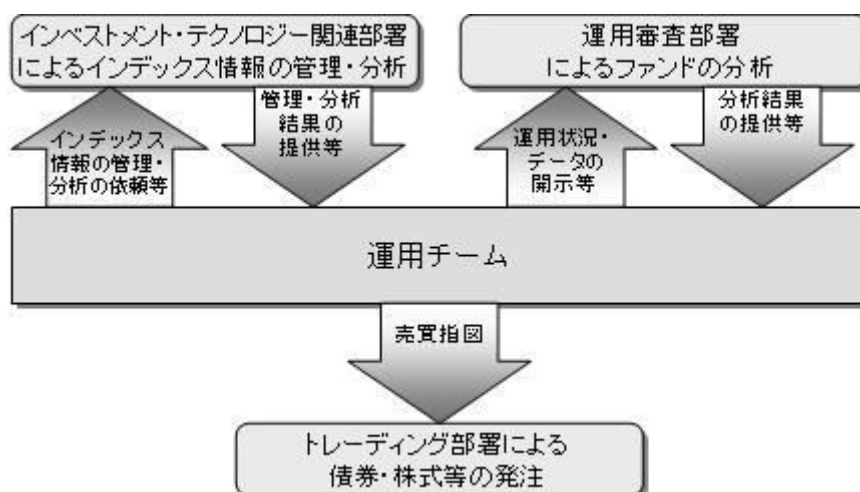 インベストメント・テクノロジー関連部署
によるインデックス情報の管理・分析
運用審査部署
によるファンドの分析
インデックス
情報の管理・
分析の依頼等
管理・分析
結果の
提供等
運用状況・
データの
開示等
分析結果
の提供等
運用チーム
売買指図
トレーディング部署による
債券・株式等の発注